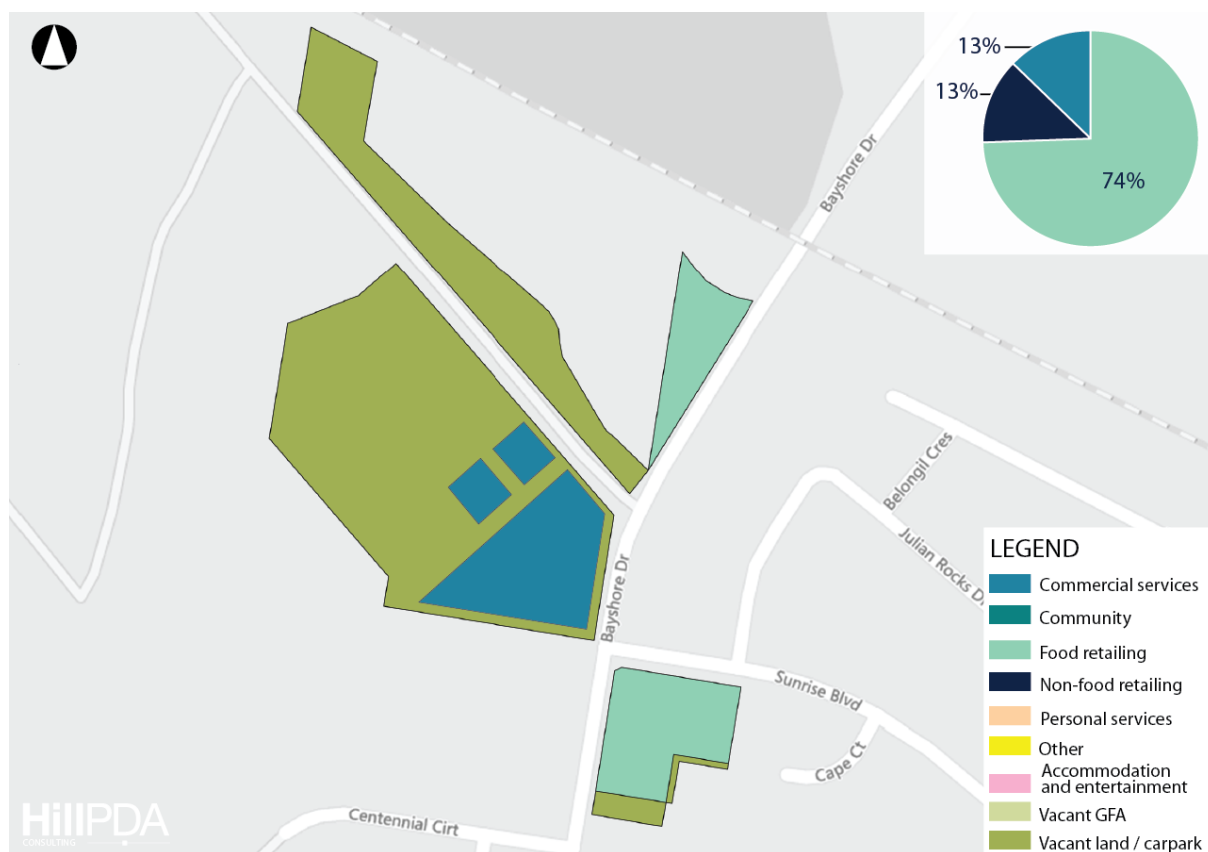 13%
13%
74%
Bayshore Dr
Belongil Cres
Julian Rocks D
Bayshore Dr
Sunrise Blvd
Cape Ct
Centennial Cirt
LEGEND
Commercial services
Community
Food retailing
Non-food retailing
Personal services
Other
Accommodation
and entertainment
Vacant GFA
Vacant land / carpark
HillPDA
CONSULTING